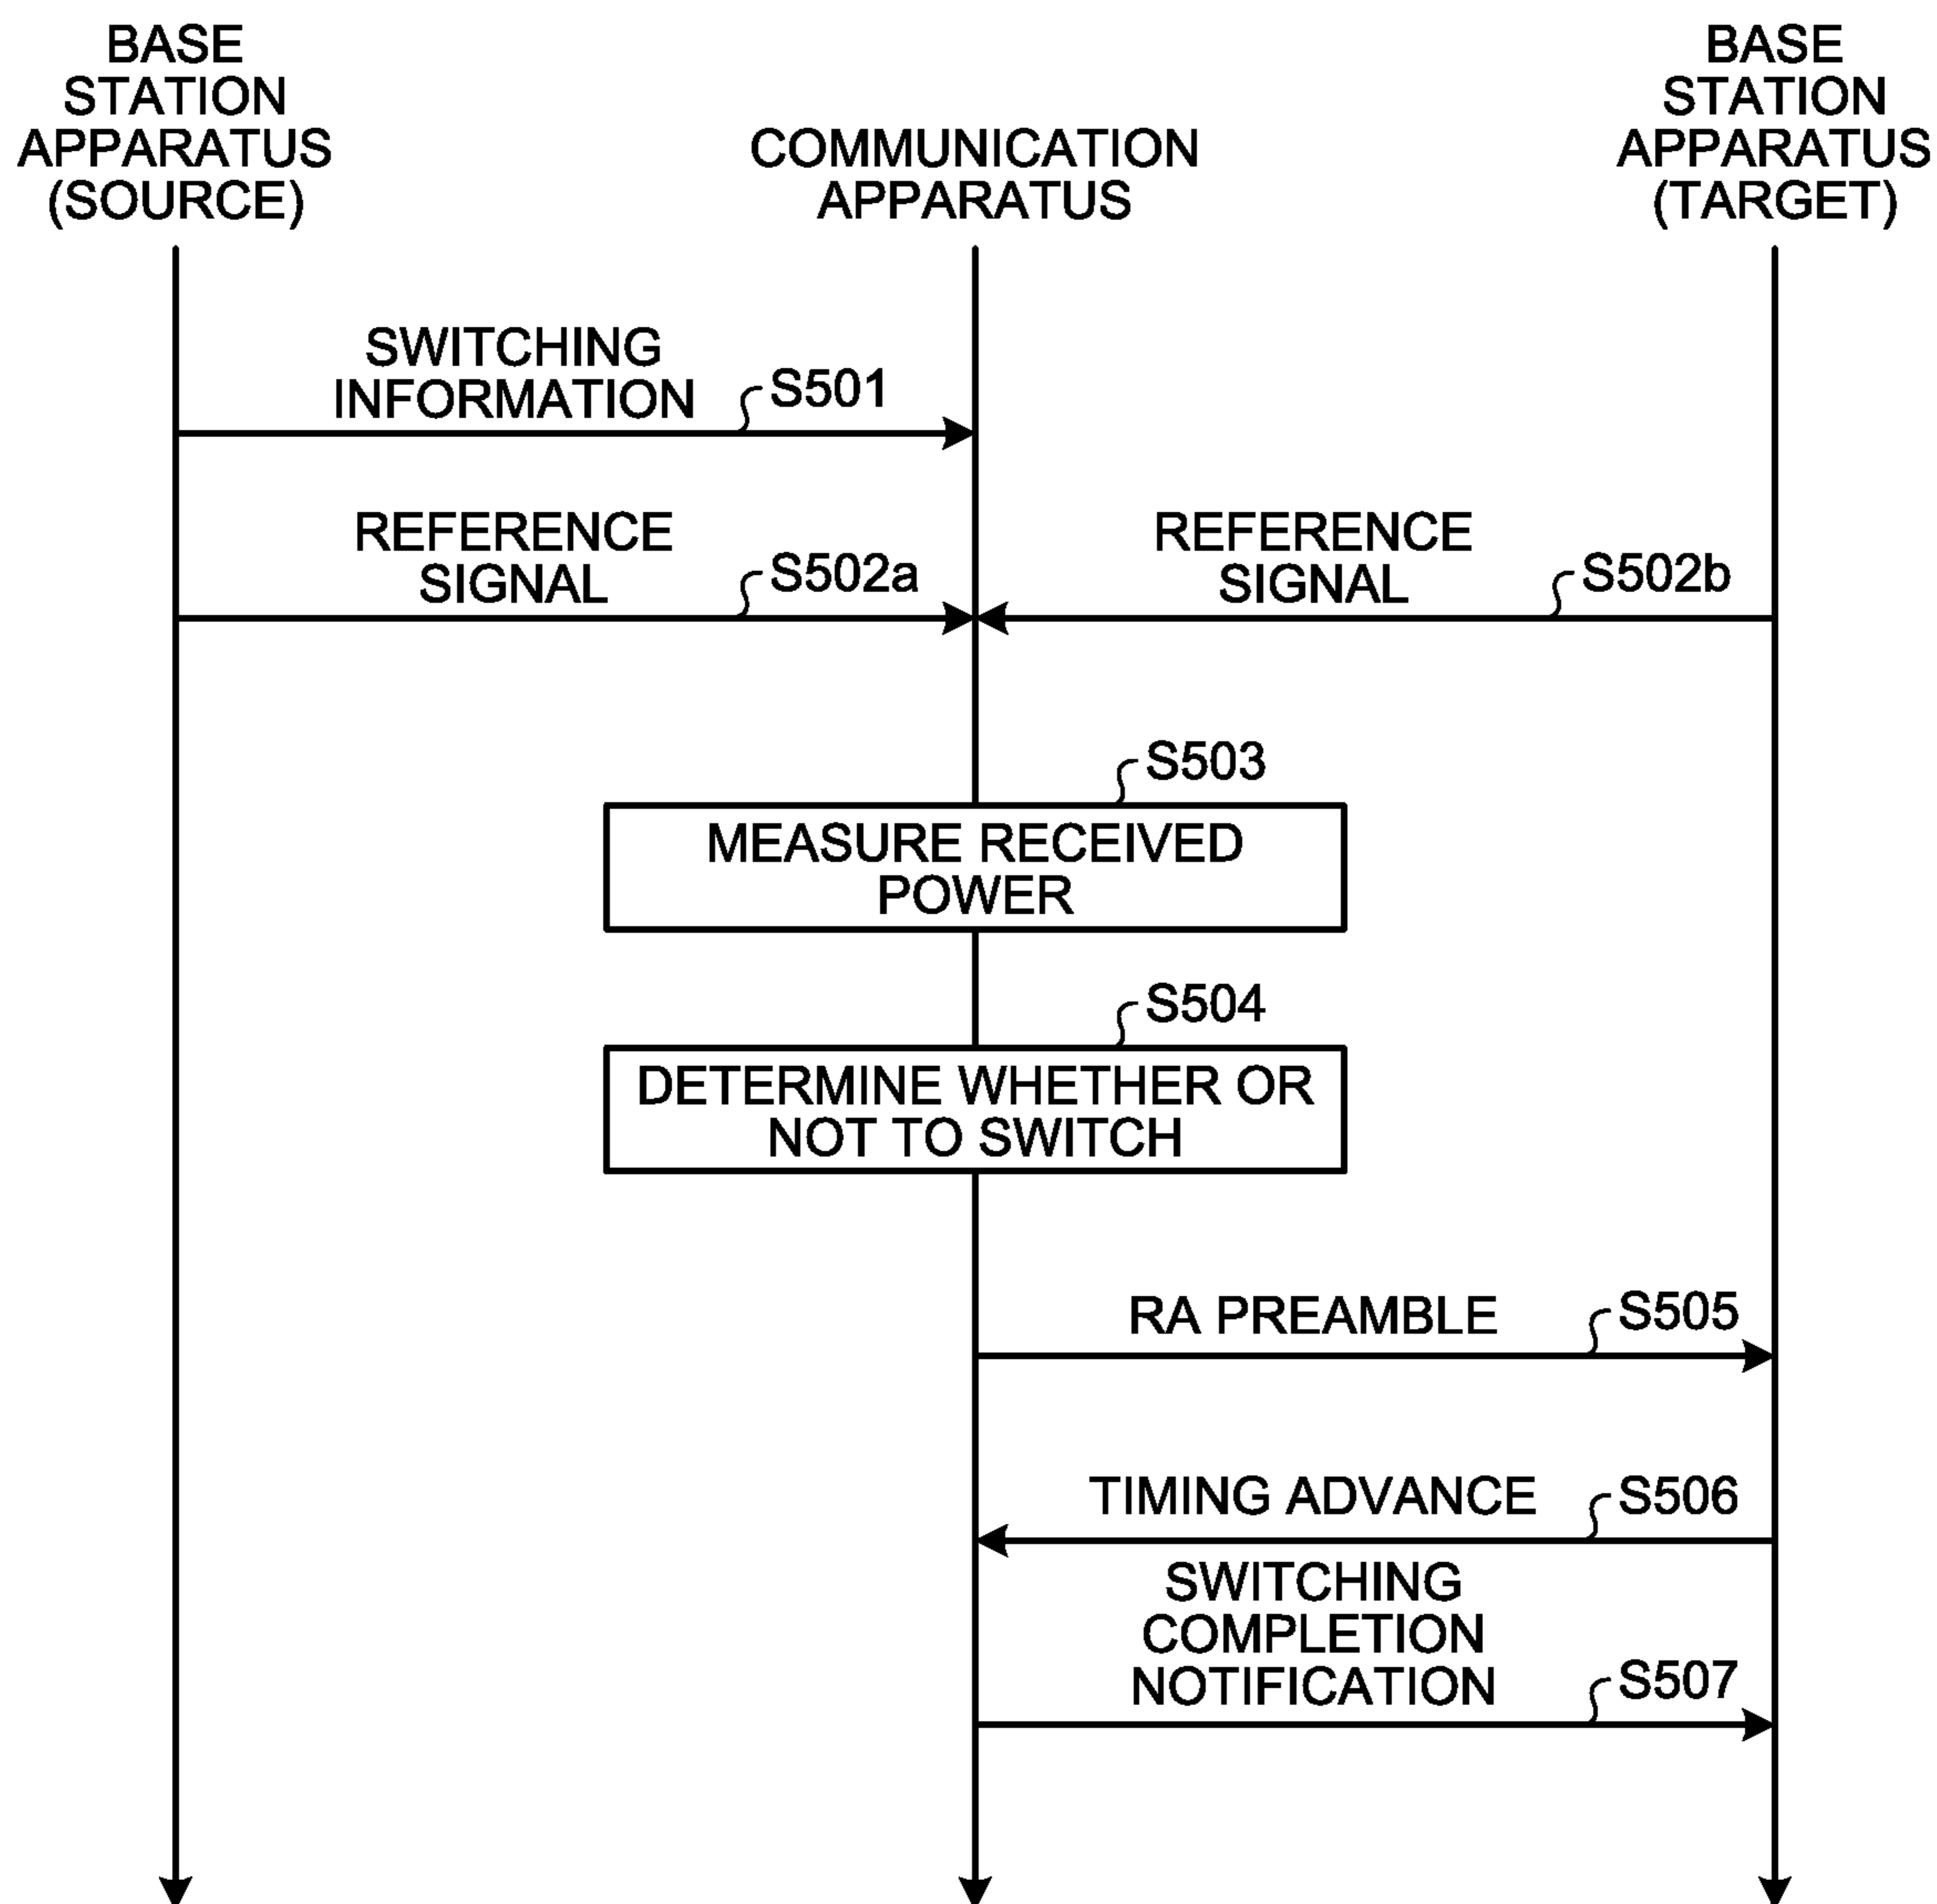 BASE
STATION
APPARATUS
(SOURCE)
COMMUNICATION
APPARATUS
BASE
STATION
APPARATUS
(TARGET)
SWITCHING
INFORMATION
S501
REFERENCE
SIGNAL
S502a
REFERENCE
SIGNAL
S502b
S503
MEASURE RECEIVED
POWER
S504
DETERMINE WHETHER OR
NOT TO SWITCH
RA PREAMBLE
S505
TIMING ADVANCE
S506
SWITCHING
COMPLETION
NOTIFICATION
S507